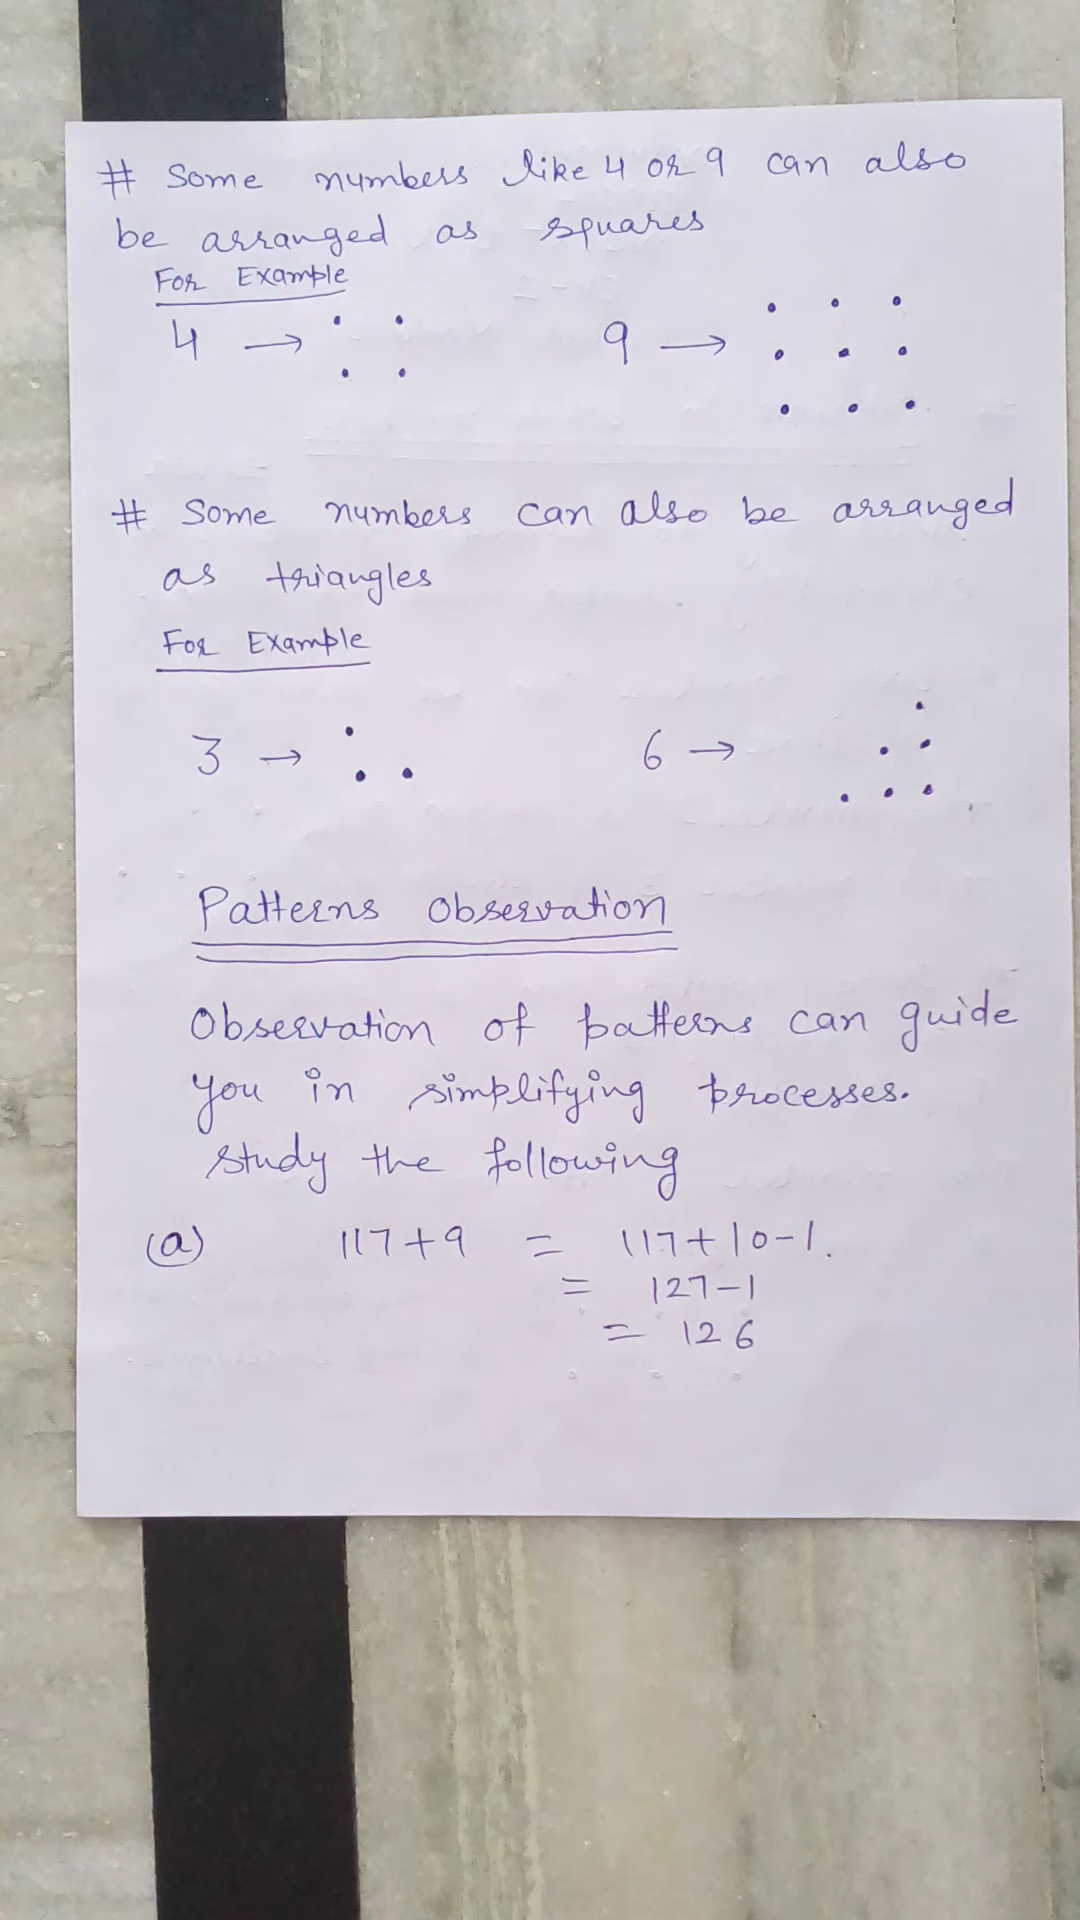 # Some numbers like 4 or 9 can also
be arranged as squares
For Example
4 → 9 →
# Some numbers can also be arranged
as triangles
For Example
3 → 6 →
Patterns Observation
Observation of patterns can guide
you in simplifying processes.
Study the following
(a) 117+9 = 117+10-1.
= 127-1
= 126